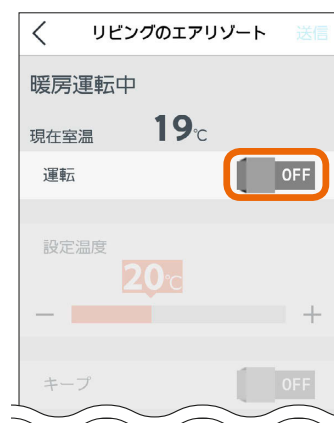 リビングのエアリゾート 送信
暖房運転中
現在室温 19℃
運転 OFF
設定温度
20℃
− +
キープ OFF